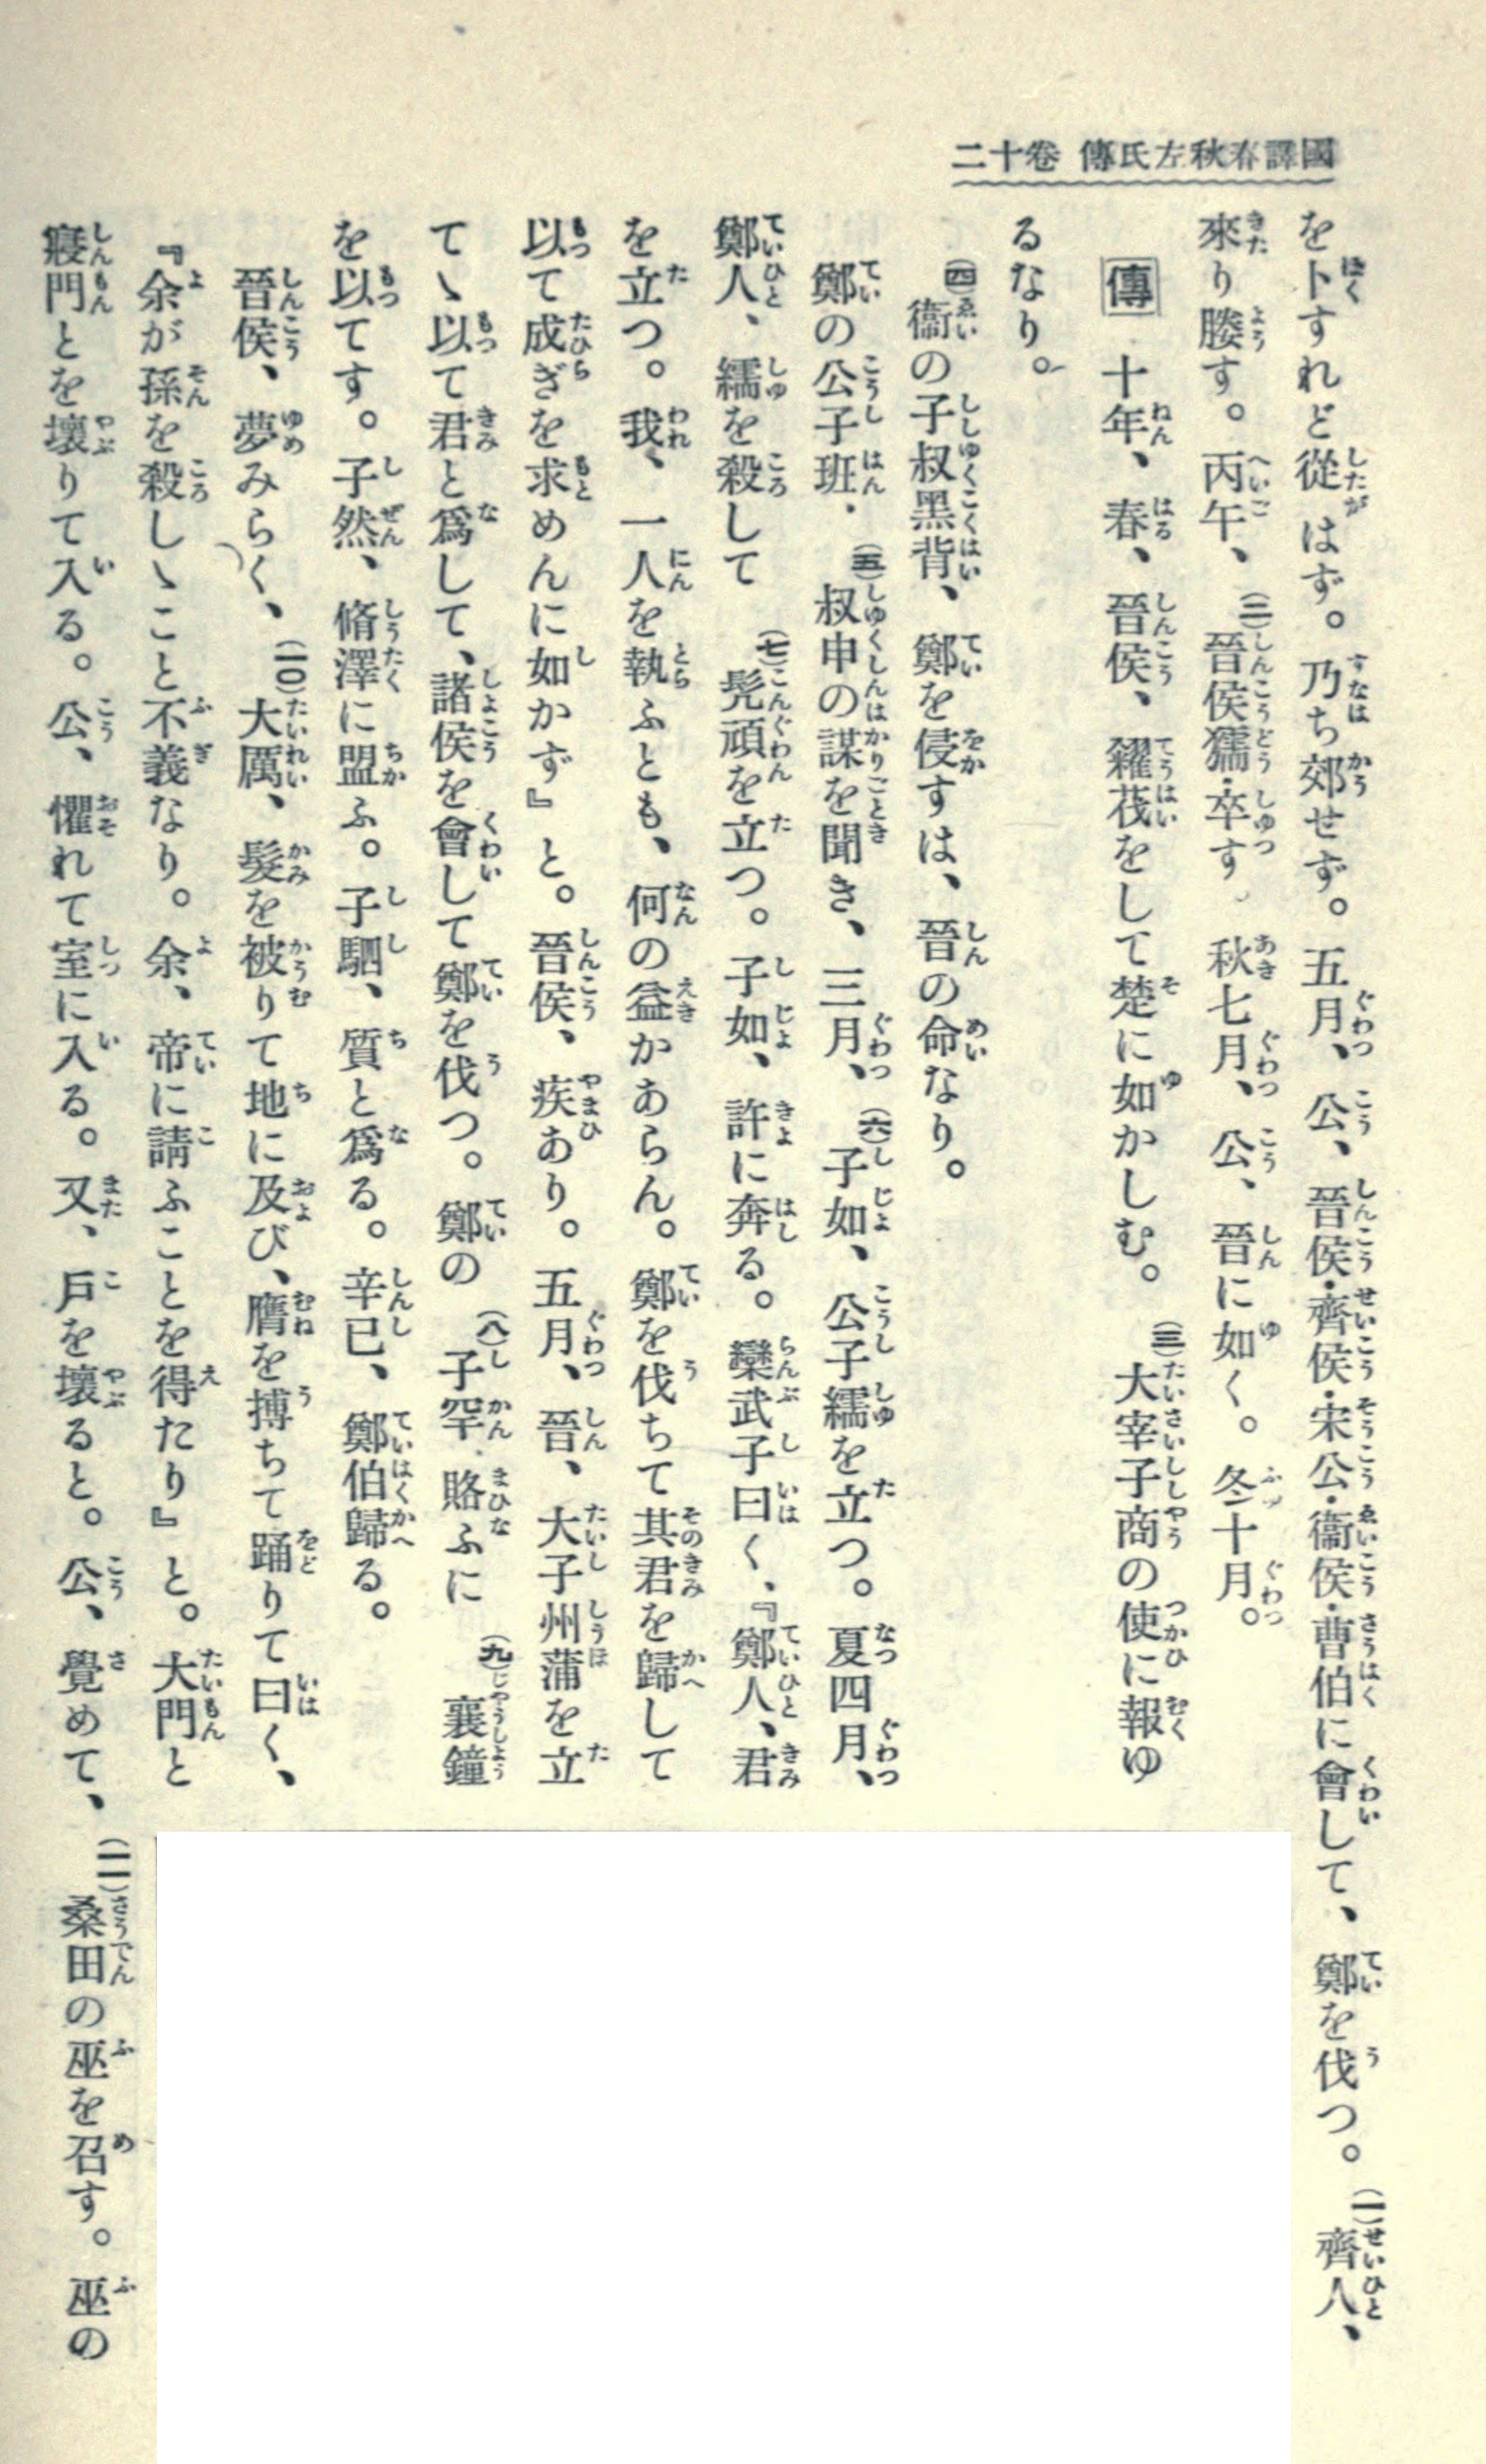 國譯春秋左氏傳 卷十二
をトすれど從はず。乃ち郊せず。五月、公、晉侯・齊侯・宋公・衞侯・曹伯に會して、鄭を伐つ。(一)齊人、
來り媵す。丙午、(二)晉侯獳・卒す。秋七月、公、晉に如く。冬十月。
傳 十年、春、晉侯、糴茷をして楚に如かしむ。(三)大宰子商の使に報ゆ
るなり。
(四)衞の子叔黑背、鄭を侵すは、晉の命なり。
鄭の公子班・(五)叔申の謀を聞き、三月、(六)子如、公子繻を立つ。夏四月、
鄭人、繻を殺して(七)髡頑を立つ。子如、許に奔る。欒武子曰く、『鄭人、君
を立つ。我、一人を執ふとも、何の益かあらん。鄭を伐ちて其君を歸して
以て成ぎを求めんに如かず』と。晉侯、疾あり。五月、晉、大子州蒲を立
てゝ以て君と爲して、諸侯を會して鄭を伐つ。鄭の(八)子罕・賂ふに(九)襄鐘
を以てす。子然、脩澤に盟ふ。子駟、質と爲る。辛已、鄭伯歸る。
晉侯、夢みらく、(一〇)大厲、髮を被りて地に及び、膺を搏ちて踊りて曰く、
『余が孫を殺しゝこと不義なり。余、帝に請ふことを得たり』と。大門と
寢門とを壞りて入る。公、懼れて室に入る。又、戶を壞ると。公、覺めて、(一一)桑田の巫を召す。巫の